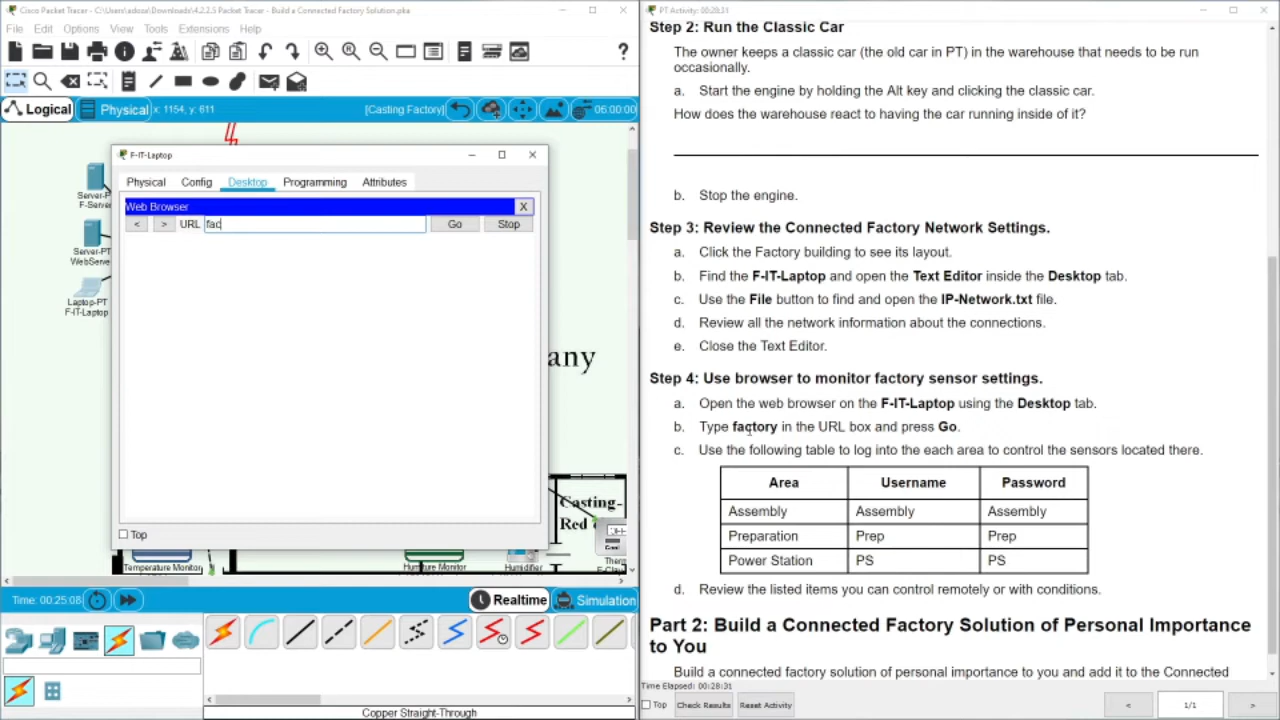 Cisco Packet Tracer - C:\Users\adoza\Downloads\4.2.2.5 Packet Tracer - Build a Connected Factory Solution.pka
File Edit Options View Tools Extensions Help
Logical Physical x: 1154, y: 611 [Casting Factory] 06:00:00
F-IT-Laptop
Physical Config Desktop Programming Attributes
Web Browser X
< > URL fac Go Stop
Top
Server-P
F-Serve
Server-PT
WebServe
Laptop-PT
F-IT-Laptop
any
Casting-
Red
Temperature Monitor
Humiture Monitor
Humidifier
Time: 00:25:08 Realtime Simulation
Copper Straight-Through
PT Activity: 00:28:31
Step 2: Run the Classic Car
The owner keeps a classic car (the old car in PT) in the warehouse that needs to be run
occasionally.
a. Start the engine by holding the Alt key and clicking the classic car.
How does the warehouse react to having the car running inside of it?
b. Stop the engine.
Step 3: Review the Connected Factory Network Settings.
a. Click the Factory building to see its layout.
b. Find the F-IT-Laptop and open the Text Editor inside the Desktop tab.
c. Use the File button to find and open the IP-Network.txt file.
d. Review all the network information about the connections.
e. Close the Text Editor.
Step 4: Use browser to monitor factory sensor settings.
a. Open the web browser on the F-IT-Laptop using the Desktop tab.
b. Type factory in the URL box and press Go.
c. Use the following table to log into the each area to control the sensors located there.
Area Username Password
Assembly Assembly Assembly
Preparation Prep Prep
Power Station PS PS
d. Review the listed items you can control remotely or with conditions.
Part 2: Build a Connected Factory Solution of Personal Importance
to You
Build a connected factory solution of personal importance to you and add it to the Connected
Time Elapsed: 00:28:31
Top Check Results Reset Activity < 1/1 >